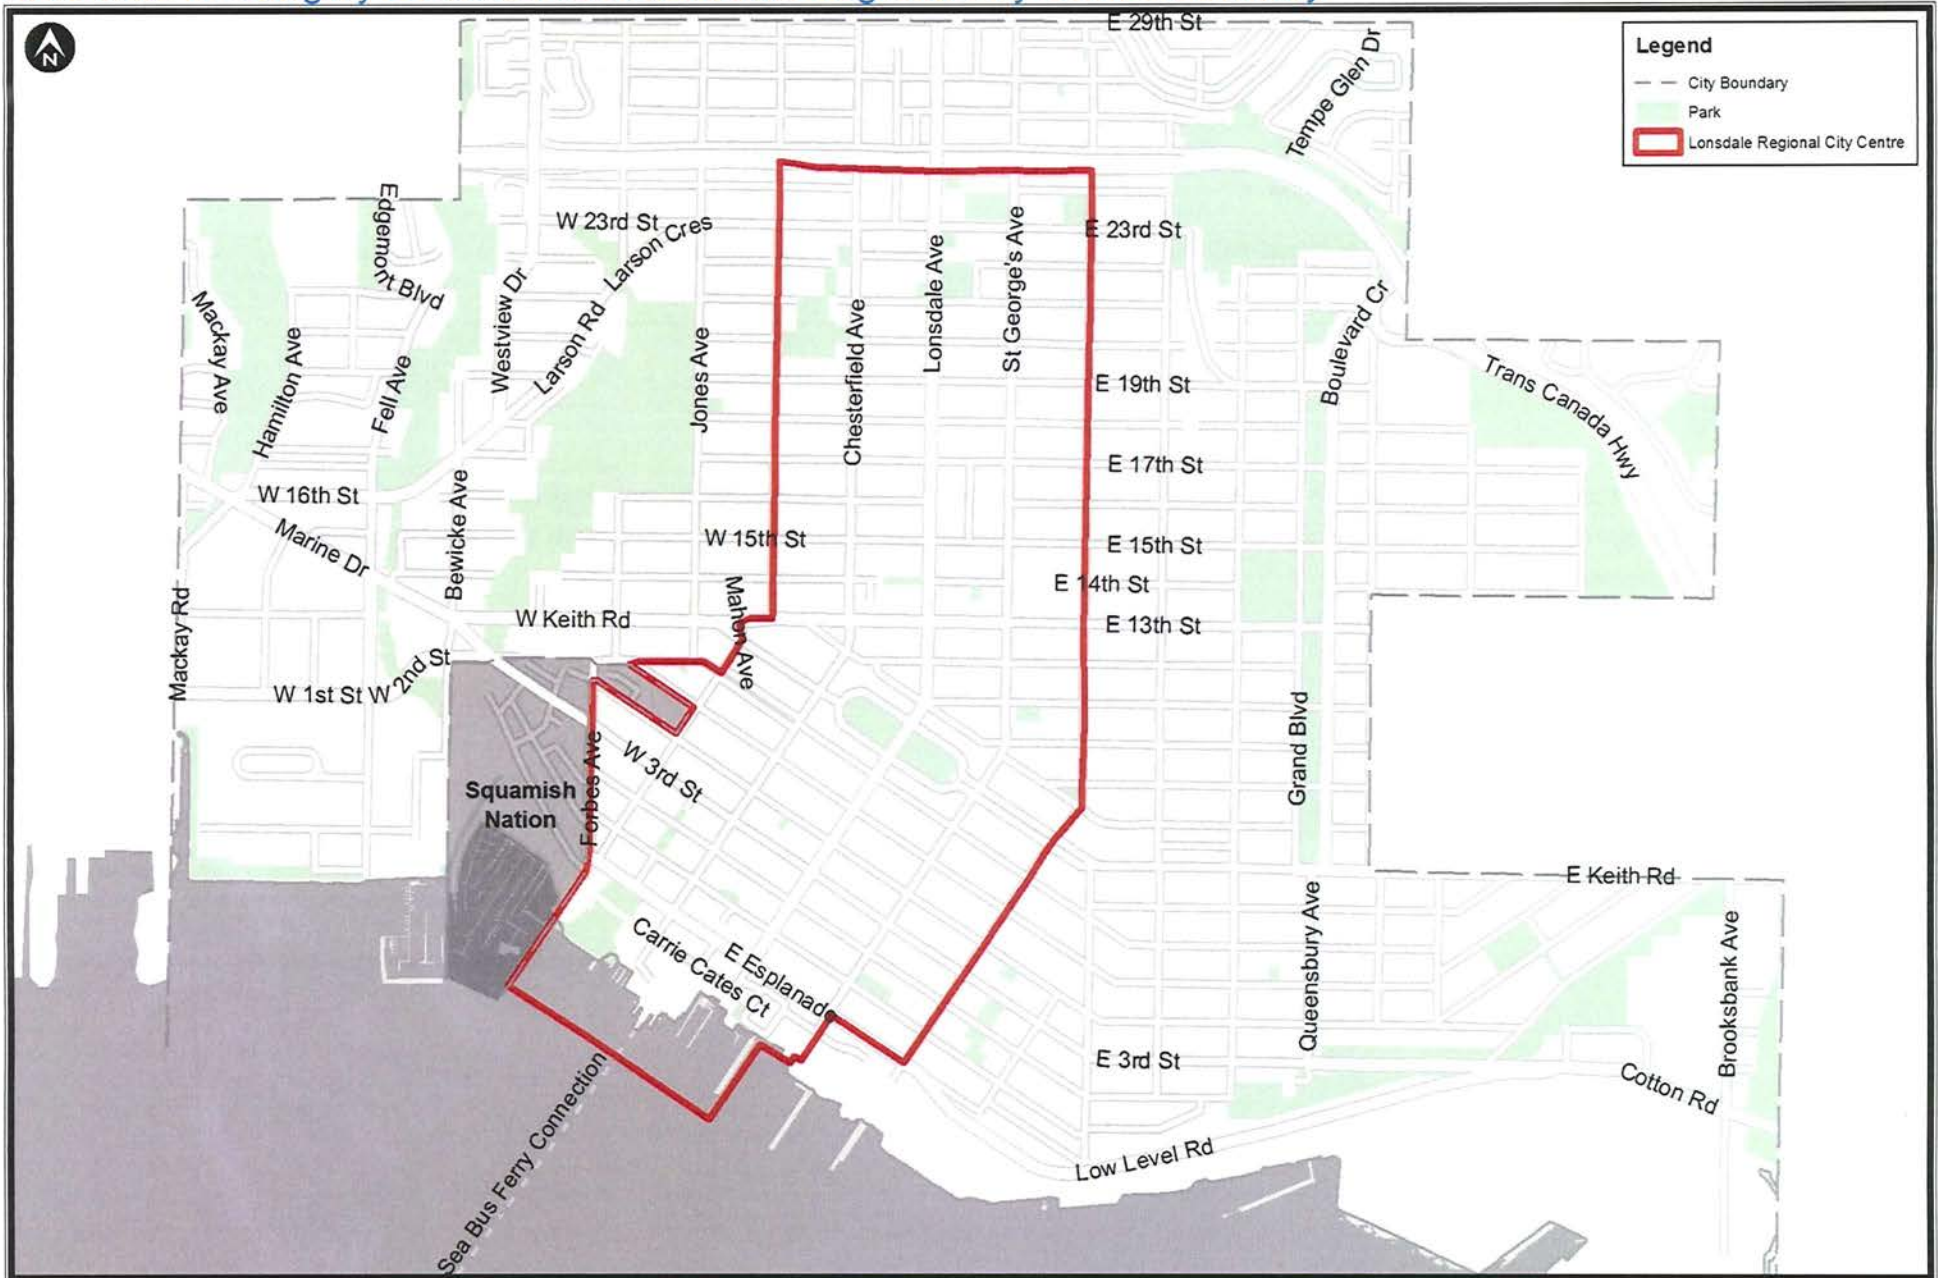 E 29th St
N
Legend
City Boundary
Park
Lonsdale Regional City Centre
Tempe Glen Dr
Edgemont Blvd
W 23rd St
Larson Cres
E 23rd St
St George's Ave
Lonsdale Ave
Westview Dr
Larson Rd
Mackay Ave
Hamilton Ave
Fell Ave
Jones Ave
Chesterfield Ave
Boulevard Cr
Trans Canada Hwy
E 19th St
E 17th St
W 16th St
Marine Dr
Bewicke Ave
W 15th St
E 15th St
E 14th St
Mackay Rd
W Keith Rd
Mahon Ave
E 13th St
W 1st St
W 2nd St
Grand Blvd
W 3rd St
Forbes Ave
Squamish
Nation
E Keith Rd
Queensbury Ave
Brooksbank Ave
Carrie Cates Ct
E Esplanade
E 3rd St
Cotton Rd
Low Level Rd
Sea Bus Ferry Connection